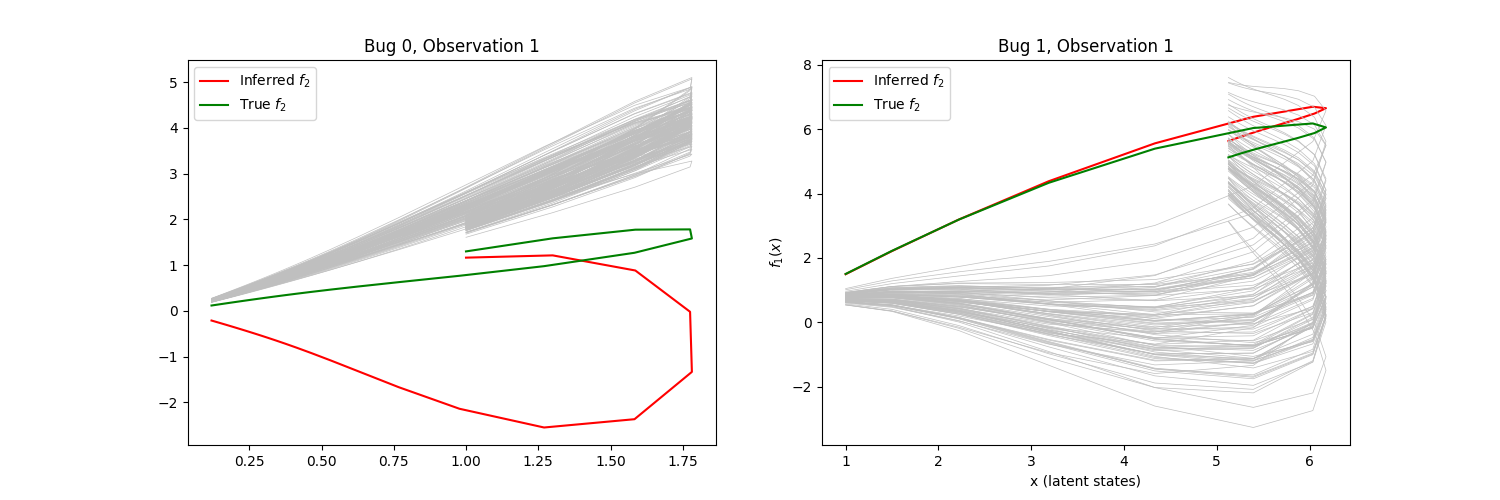 Bug 0, Observation 1
Inferred f₂
True f₂
5
4
3
2
1
0
−1
−2
0.25 0.50 0.75 1.00 1.25 1.50 1.75
Bug 1, Observation 1
Inferred f₂
True f₂
8
6
4
2
0
−2
f₁(x)
1 2 3 4 5 6
x (latent states)